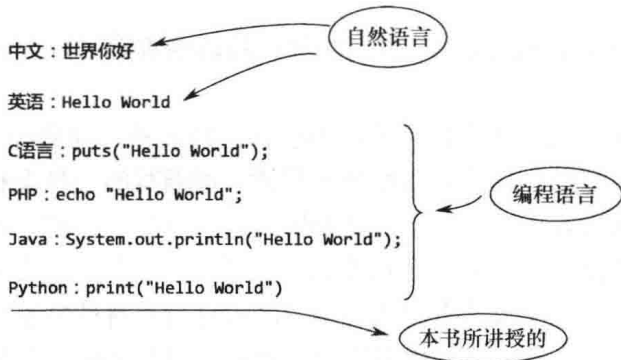 自然语言
中文：世界你好
英语：Hello World
C语言：puts("Hello World");
PHP：echo "Hello World";
编程语言
Java：System.out.println("Hello World");
Python：print("Hello World")
本书所讲授的